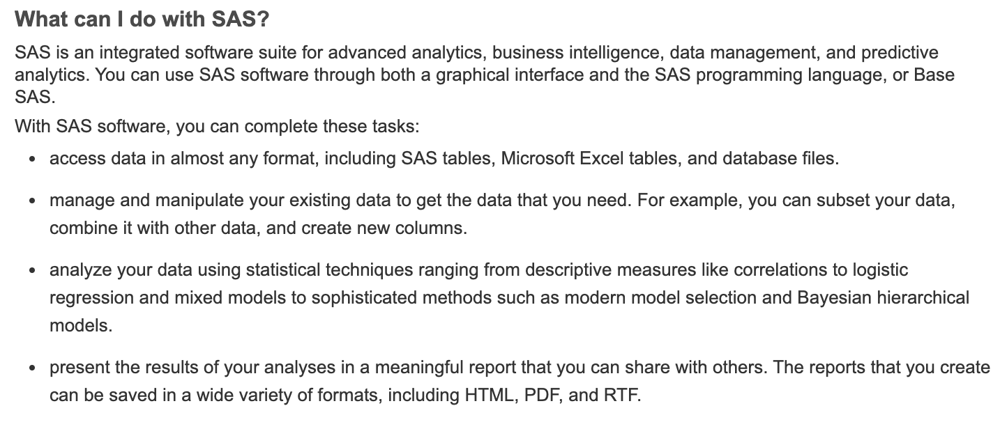 What can I do with SAS?
SAS is an integrated software suite for advanced analytics, business intelligence, data management, and predictive
analytics. You can use SAS software through both a graphical interface and the SAS programming language, or Base
SAS.
With SAS software, you can complete these tasks:
• access data in almost any format, including SAS tables, Microsoft Excel tables, and database files.
• manage and manipulate your existing data to get the data that you need. For example, you can subset your data,
combine it with other data, and create new columns.
• analyze your data using statistical techniques ranging from descriptive measures like correlations to logistic
regression and mixed models to sophisticated methods such as modern model selection and Bayesian hierarchical
models.
• present the results of your analyses in a meaningful report that you can share with others. The reports that you create
can be saved in a wide variety of formats, including HTML, PDF, and RTF.